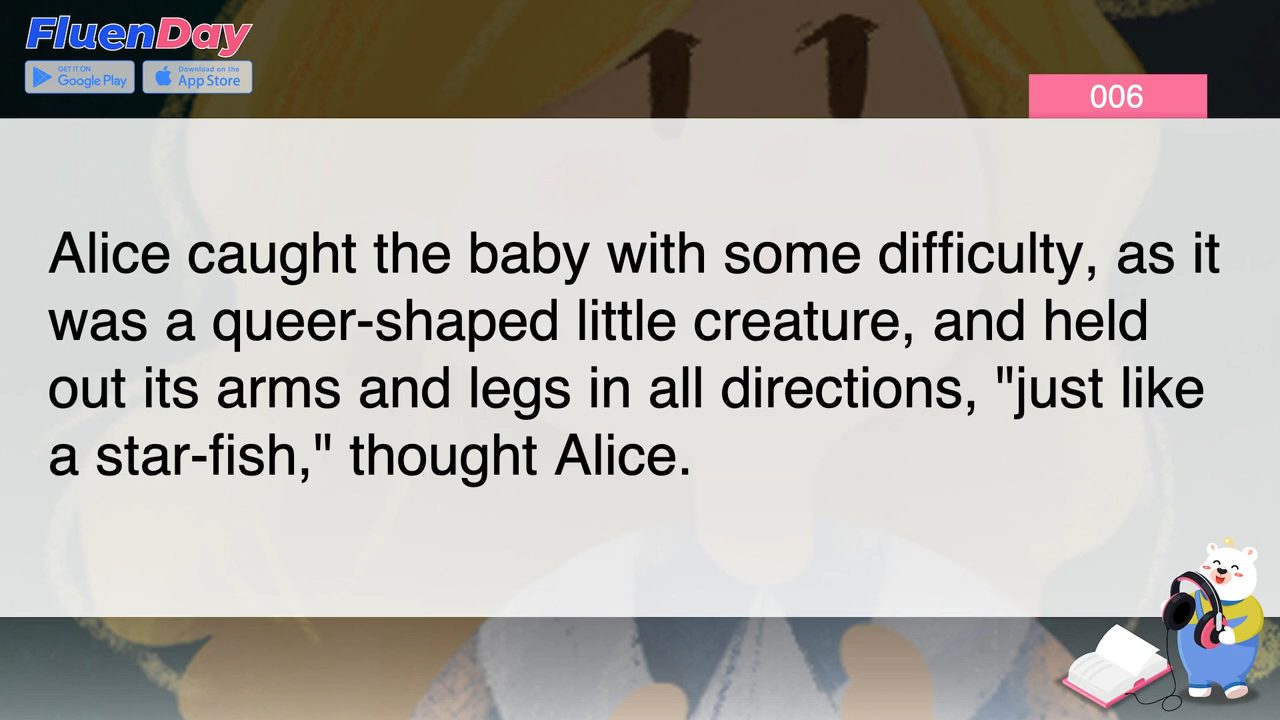 FluenDay
GET IT ON
Google Play
Download on the
App Store
006
Alice caught the baby with some difficulty, as it
was a queer-shaped little creature, and held
out its arms and legs in all directions, "just like
a star-fish," thought Alice.